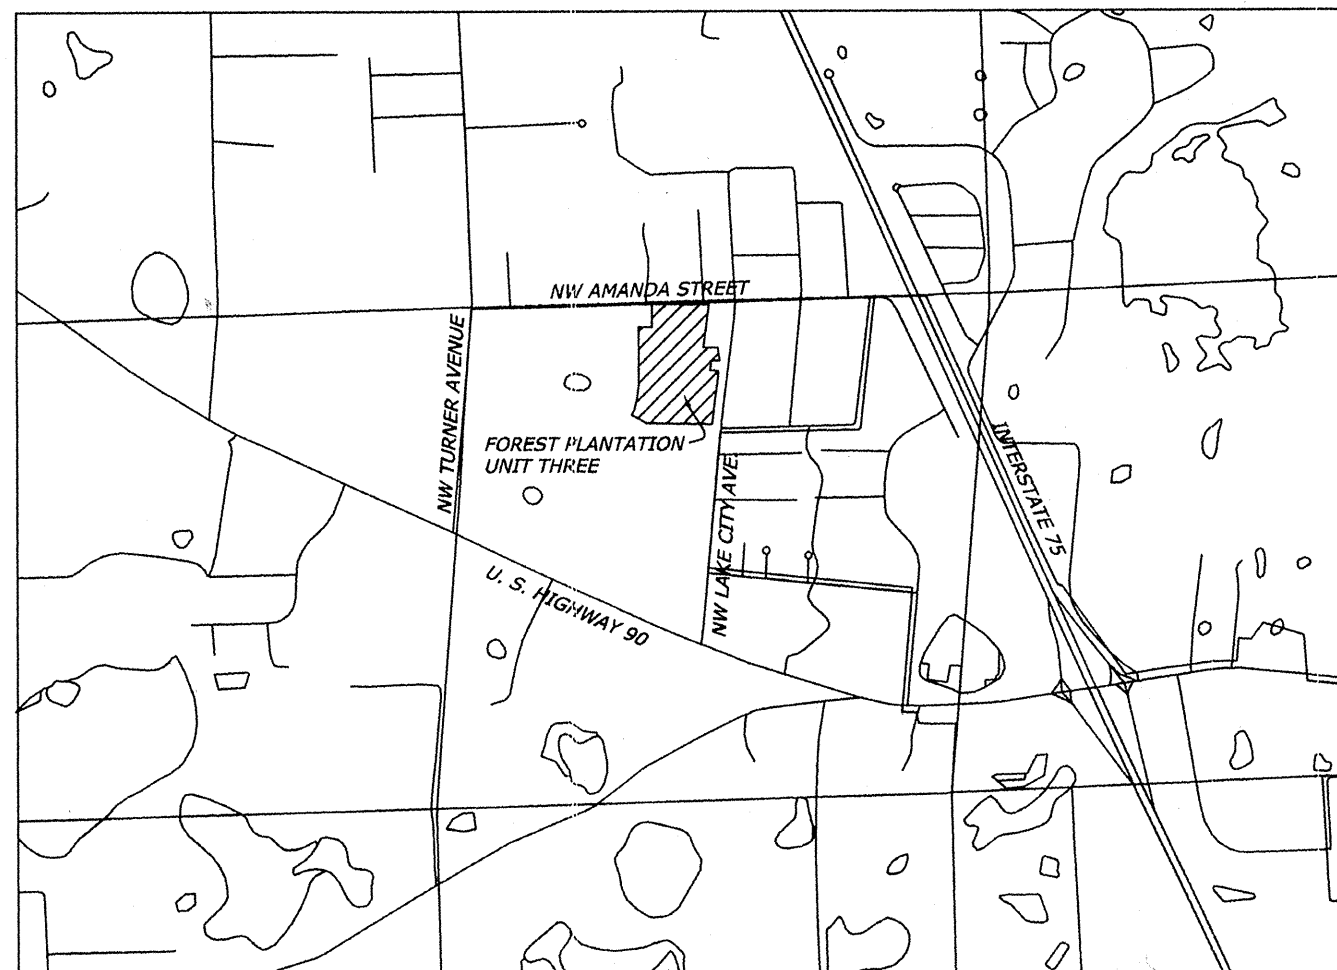 NW AMANDA STREET
NW TURNER AVENUE
FOREST PLANTATION
UNIT THREE
NW LAKE CITY AVE.
INTERSTATE 75
U. S. HIGHWAY 90